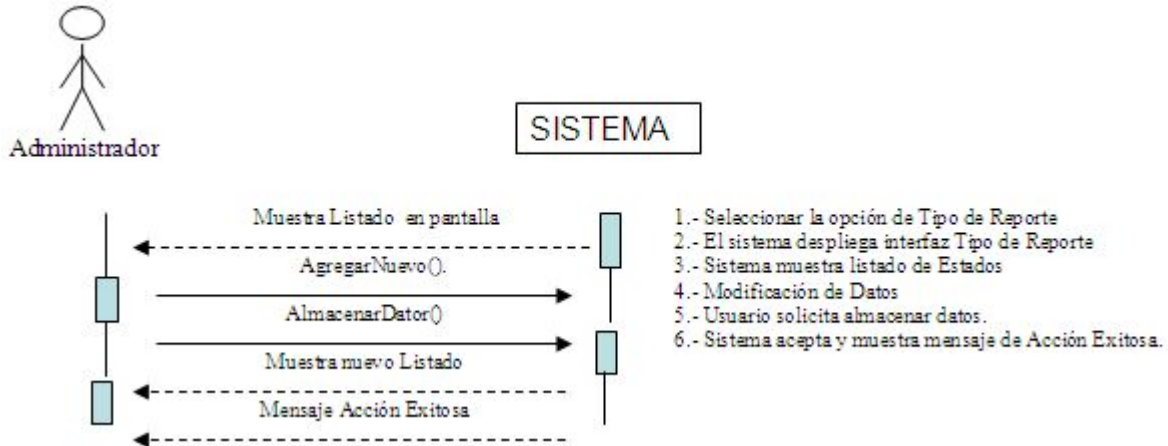 Administrador
SISTEMA
Muestra Listado en pantalla
AgregarNuevo().
AlmacenarDator()
Muestra nuevo Listado
Mensaje Acción Exitosa
1.- Seleccionar la opción de Tipo de Reporte
2.- El sistema despliega interfaz Tipo de Reporte
3.- Sistema muestra listado de Estados
4.- Modificación de Datos
5.- Usuario solicita almacenar datos.
6.- Sistema acepta y muestra mensaje de Acción Exitosa.